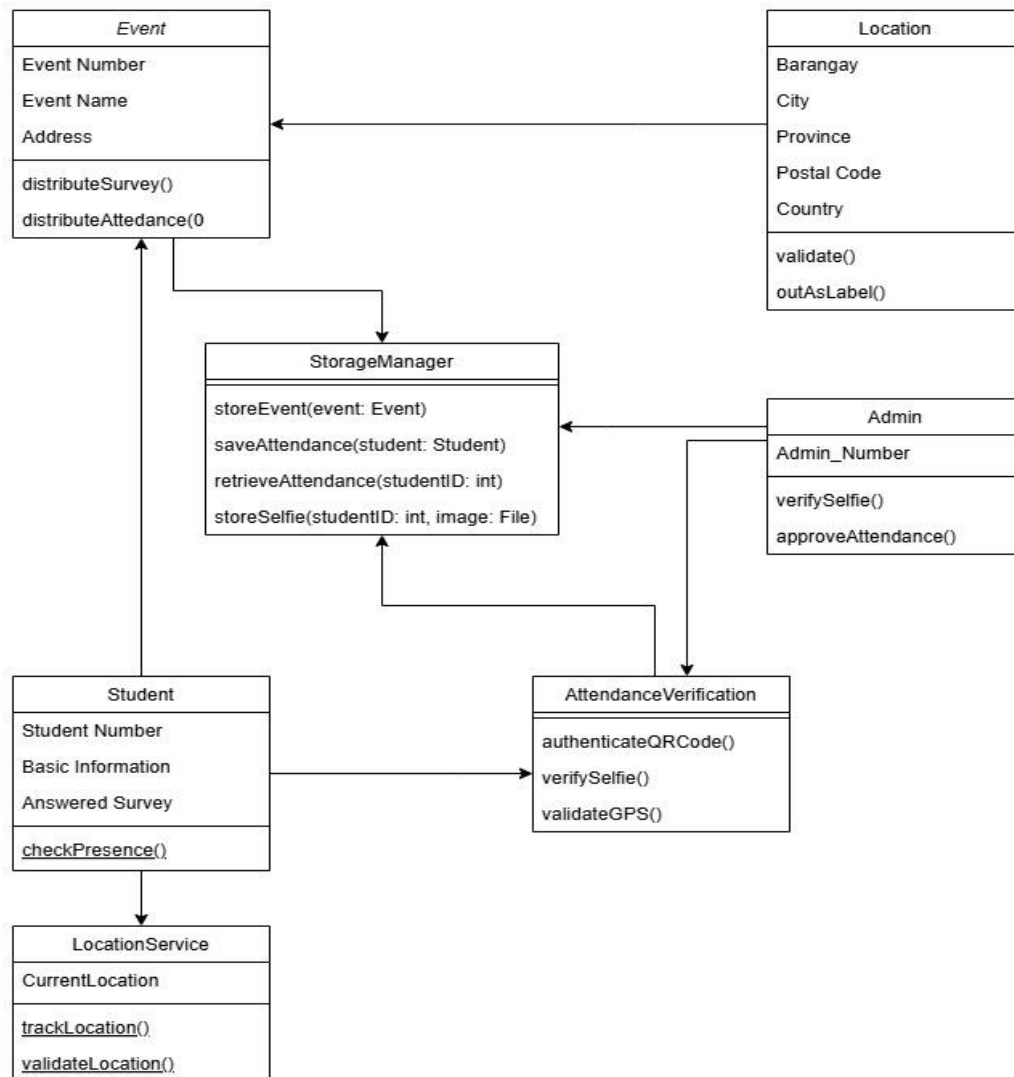 Event
Event Number
Event Name
Address
distributeSurvey()
distributeAttedance(0
Location
Barangay
City
Province
Postal Code
Country
validate()
outAsLabel()
StorageManager
storeEvent(event: Event)
saveAttendance(student: Student)
retrieveAttendance(studentID: int)
storeSelfie(studentID: int, image: File)
Admin
Admin_Number
verifySelfie()
approveAttendance()
Student
Student Number
Basic Information
Answered Survey
checkPresence()
AttendanceVerification
authenticateQRCode()
verifySelfie()
validateGPS()
LocationService
CurrentLocation
trackLocation()
validateLocation()